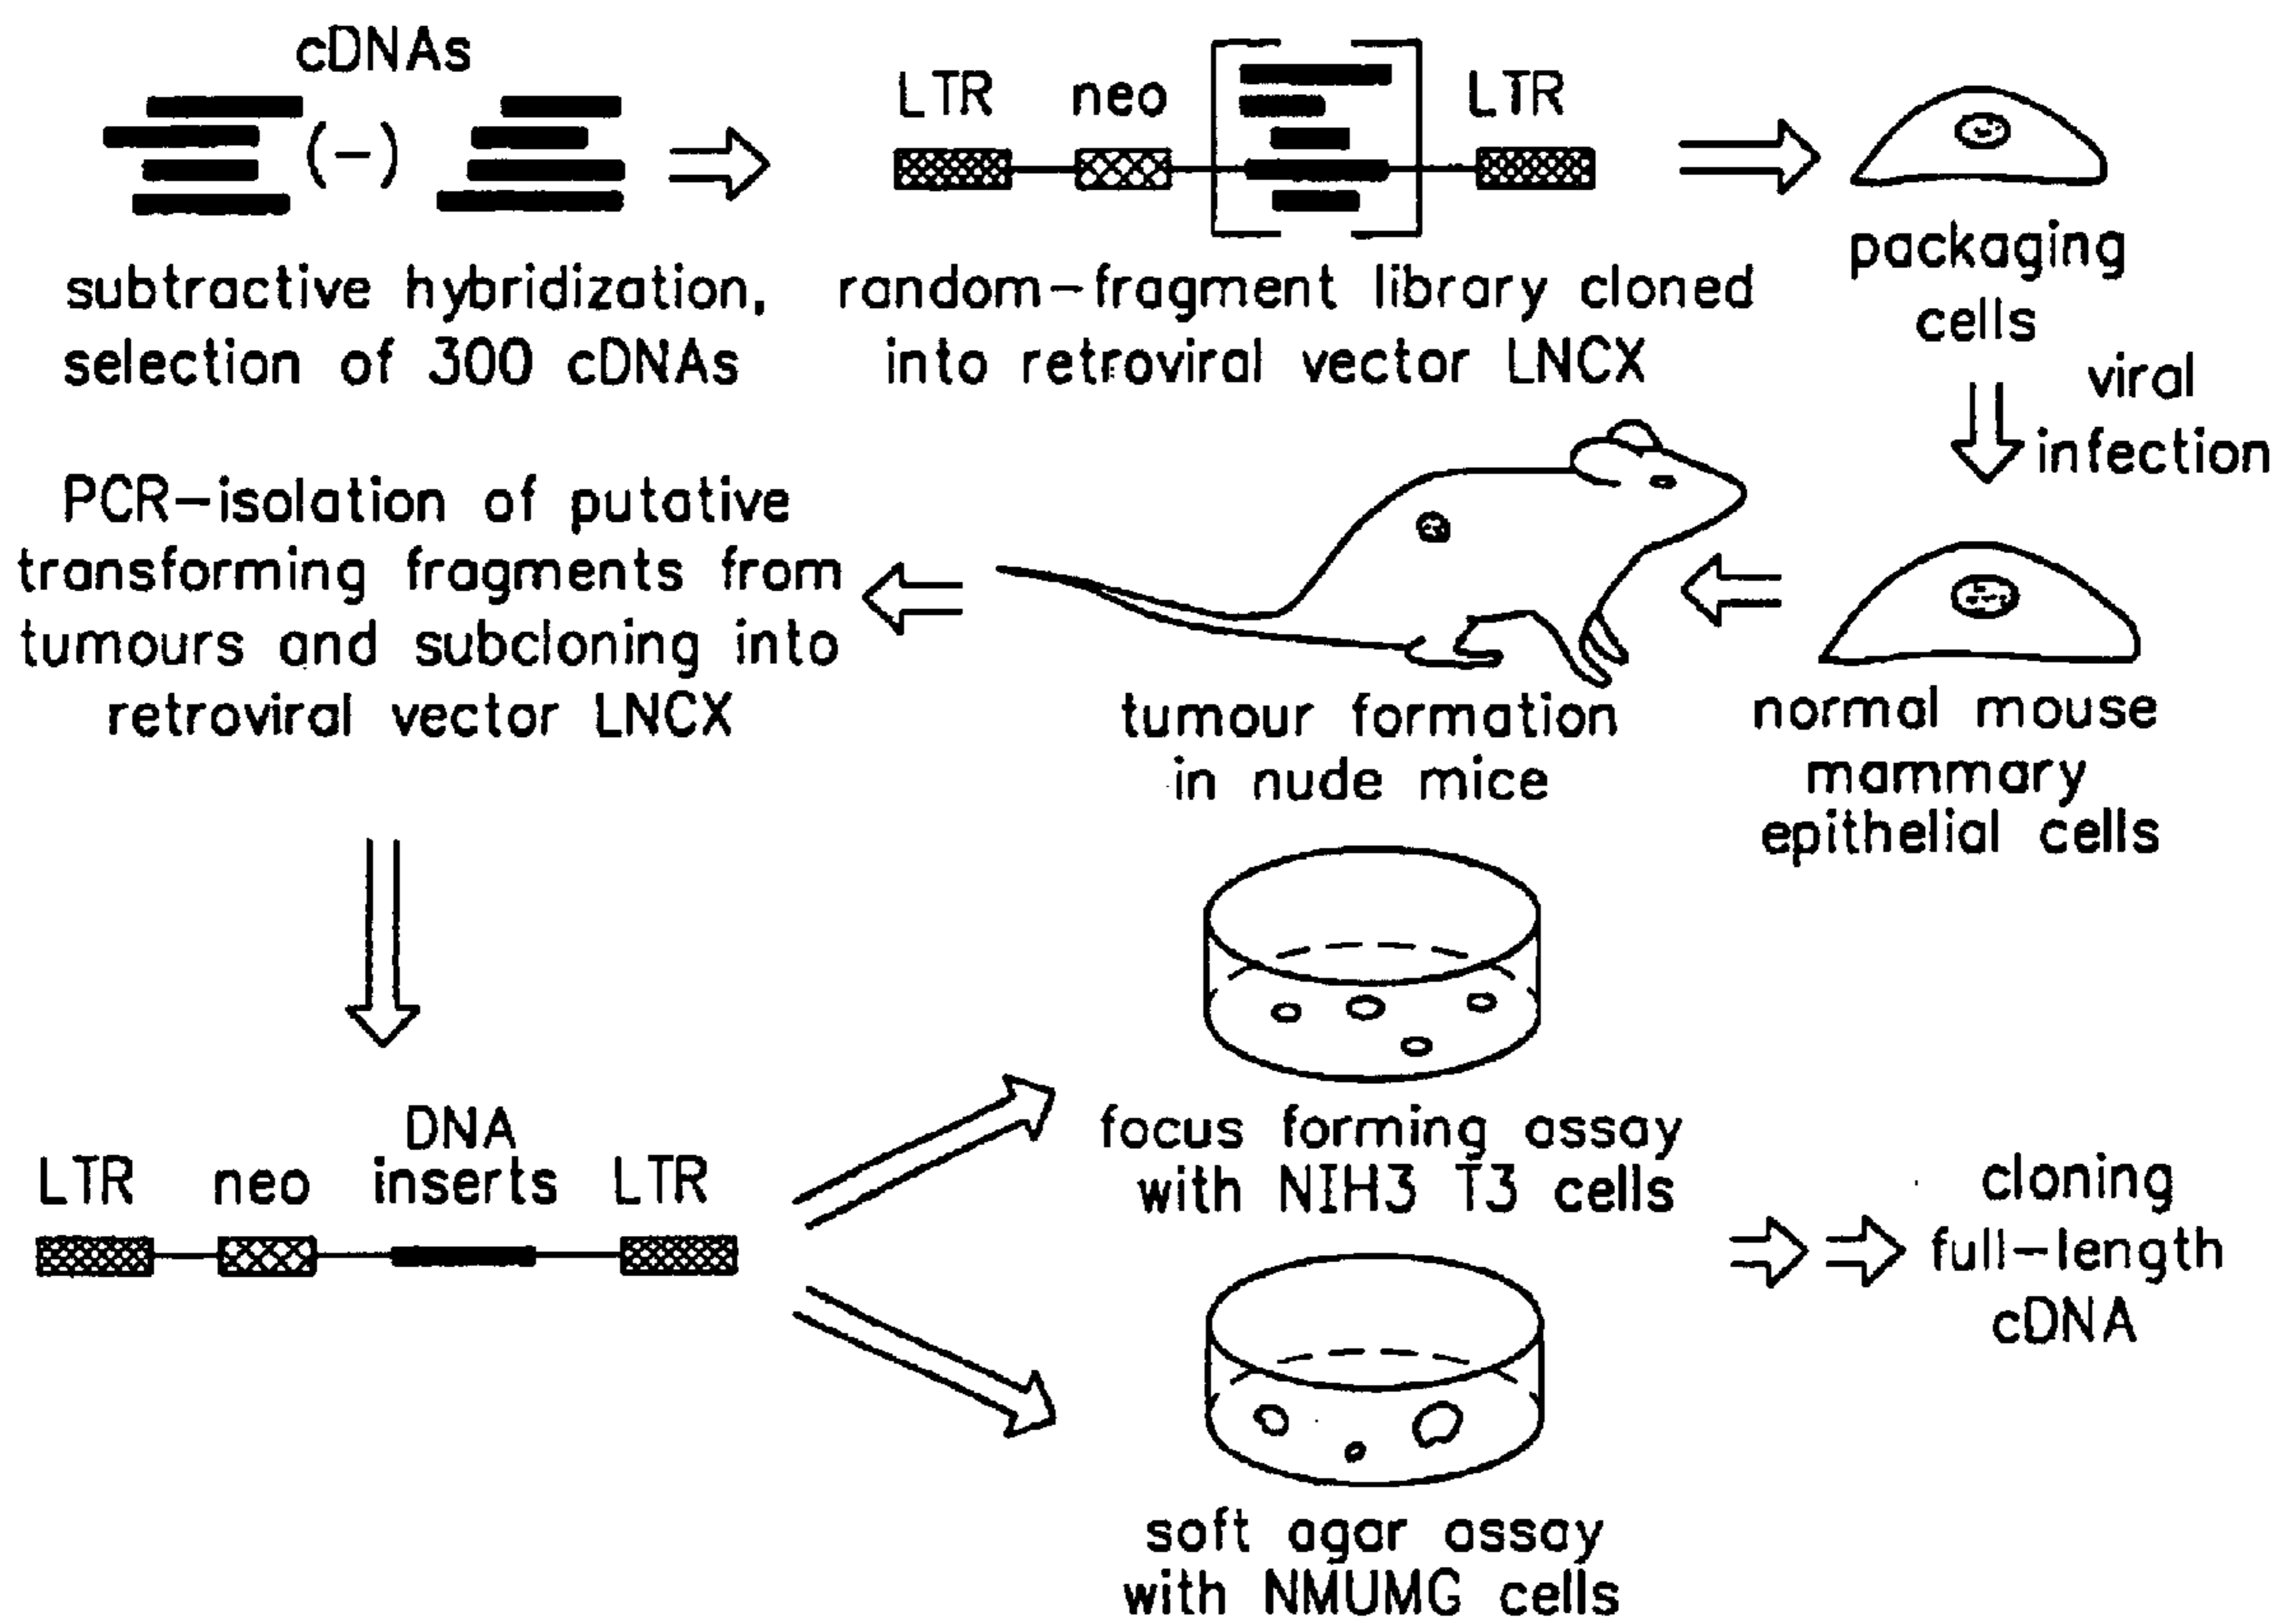 cDNAs
(-)
subtractive hybridization,
selection of 300 cDNAs
LTR neo LTR
random-fragment library cloned
into retroviral vector LNCX
packaging
cells
viral
infection
normal mouse
mammary
epithelial cells
tumour formation
in nude mice
PCR-isolation of putative
transforming fragments from
tumours and subcloning into
retroviral vector LNCX
DNA
LTR neo inserts LTR
focus forming assay
with NIH3 T3 cells
soft agar assay
with NMUMG cells
cloning
full-length
cDNA